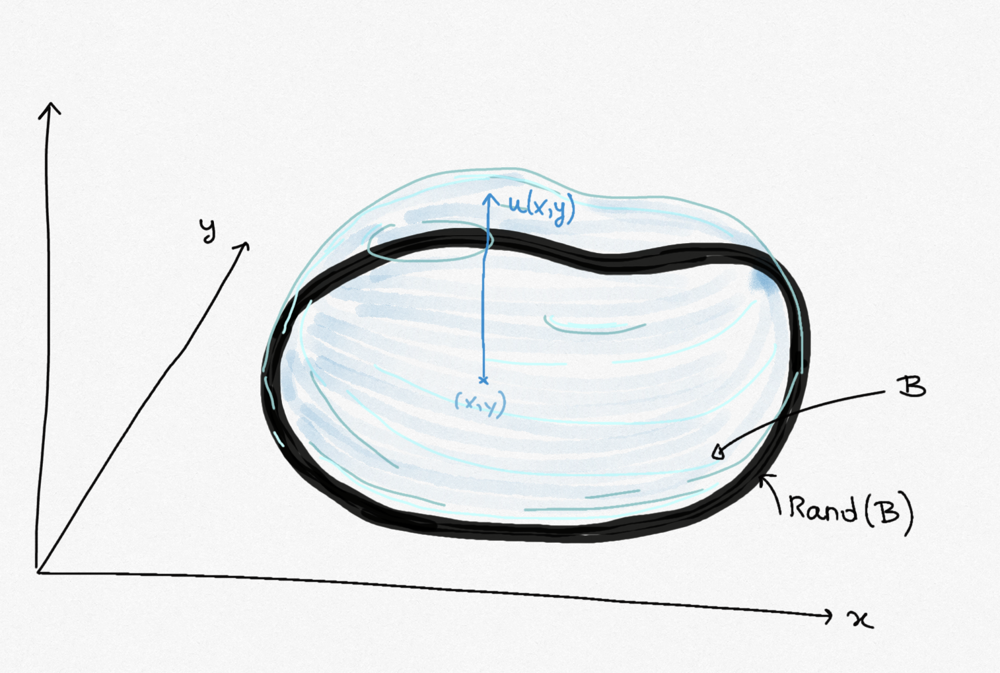 y
u(x,y)
(x,y)
B
Rand(B)
x